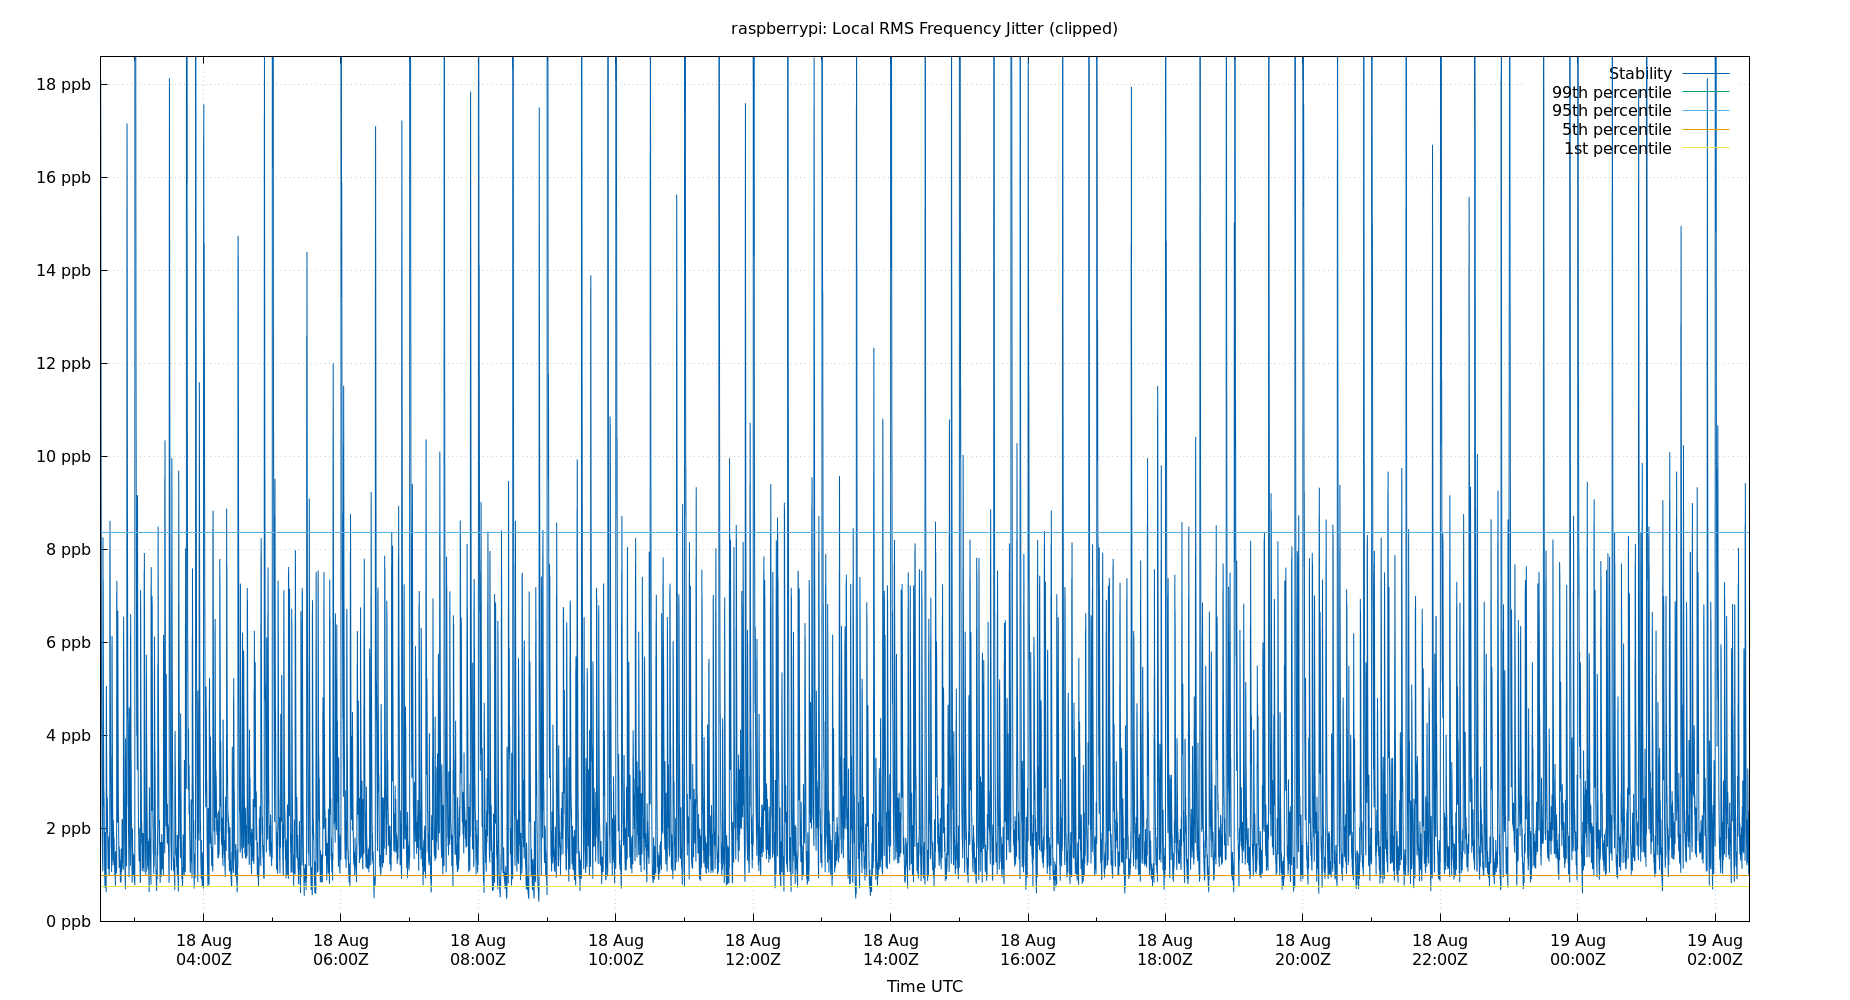 raspberrypi: Local RMS Frequency Jitter (clipped)
Stability
99th percentile
95th percentile
5th percentile
1st percentile
18 ppb
16 ppb
14 ppb
12 ppb
10 ppb
8 ppb
6 ppb
4 ppb
2 ppb
0 ppb
18 Aug 18 Aug 18 Aug 18 Aug 18 Aug 18 Aug 18 Aug 18 Aug 18 Aug 18 Aug 19 Aug 19 Aug
04:00Z 06:00Z 08:00Z 10:00Z 12:00Z 14:00Z 16:00Z 18:00Z 20:00Z 22:00Z 00:00Z 02:00Z
Time UTC